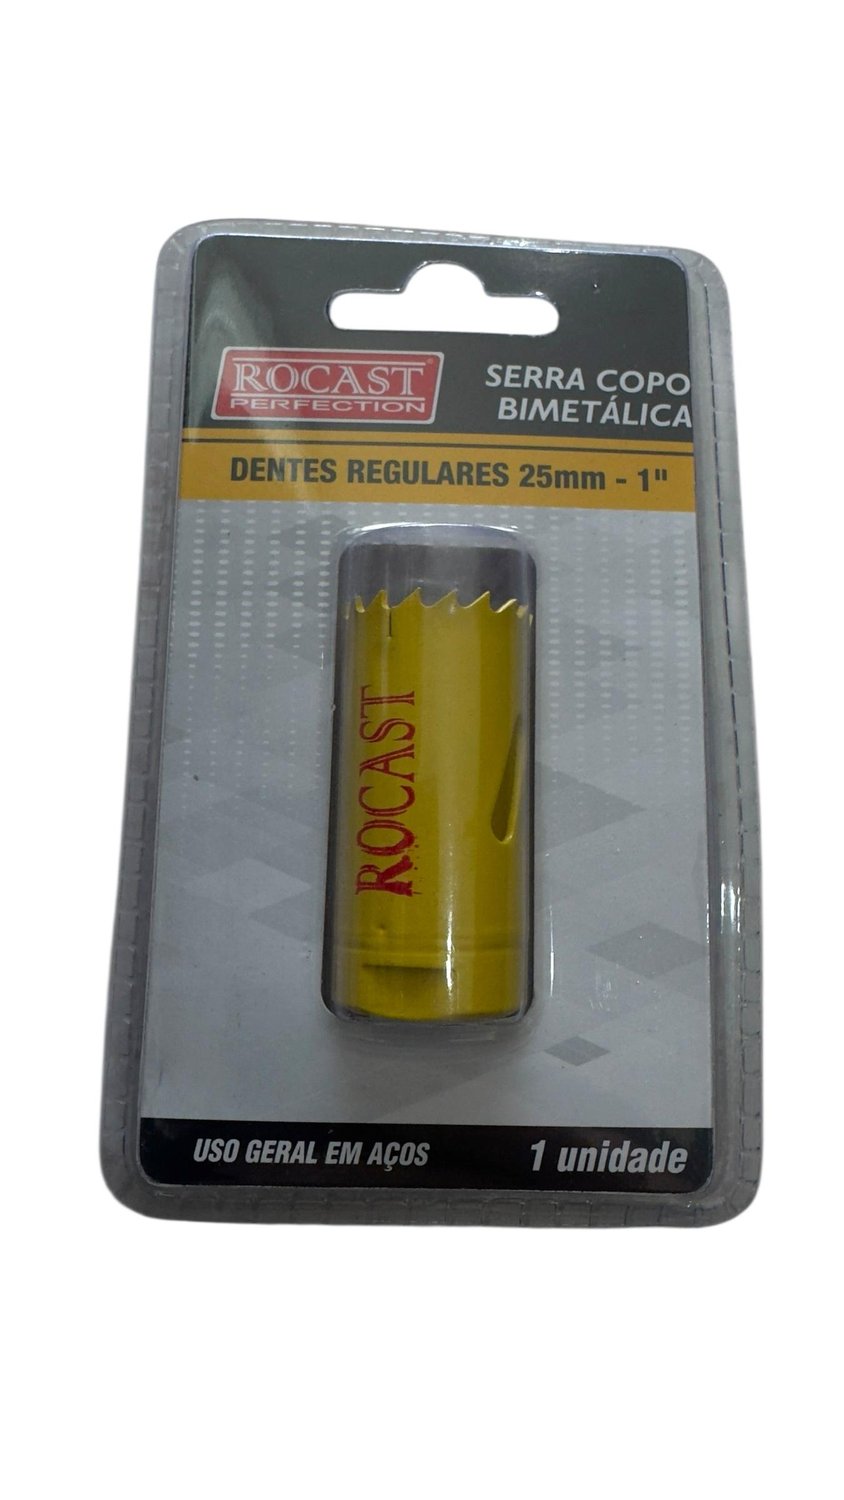 ROCAST®
PERFECTION
SERRA COPO
BIMETÁLICA
DENTES REGULARES 25mm - 1"
ROCAST
USO GERAL EM AÇOS
1 unidade